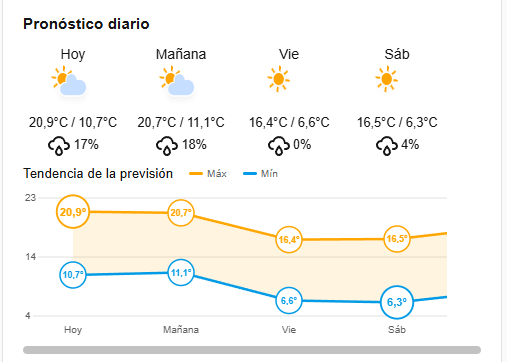 Pronóstico diario
Hoy Mañana Vie Sáb
20,9°C / 10,7°C 20,7°C / 11,1°C 16,4°C / 6,6°C 16,5°C / 6,3°C
17% 18% 0% 4%
Tendencia de la previsión Máx Mín
23
20,9° 20,7° 16,4° 16,5°
14
10,7° 11,1° 6,6° 6,3°
4
Hoy Mañana Vie Sáb